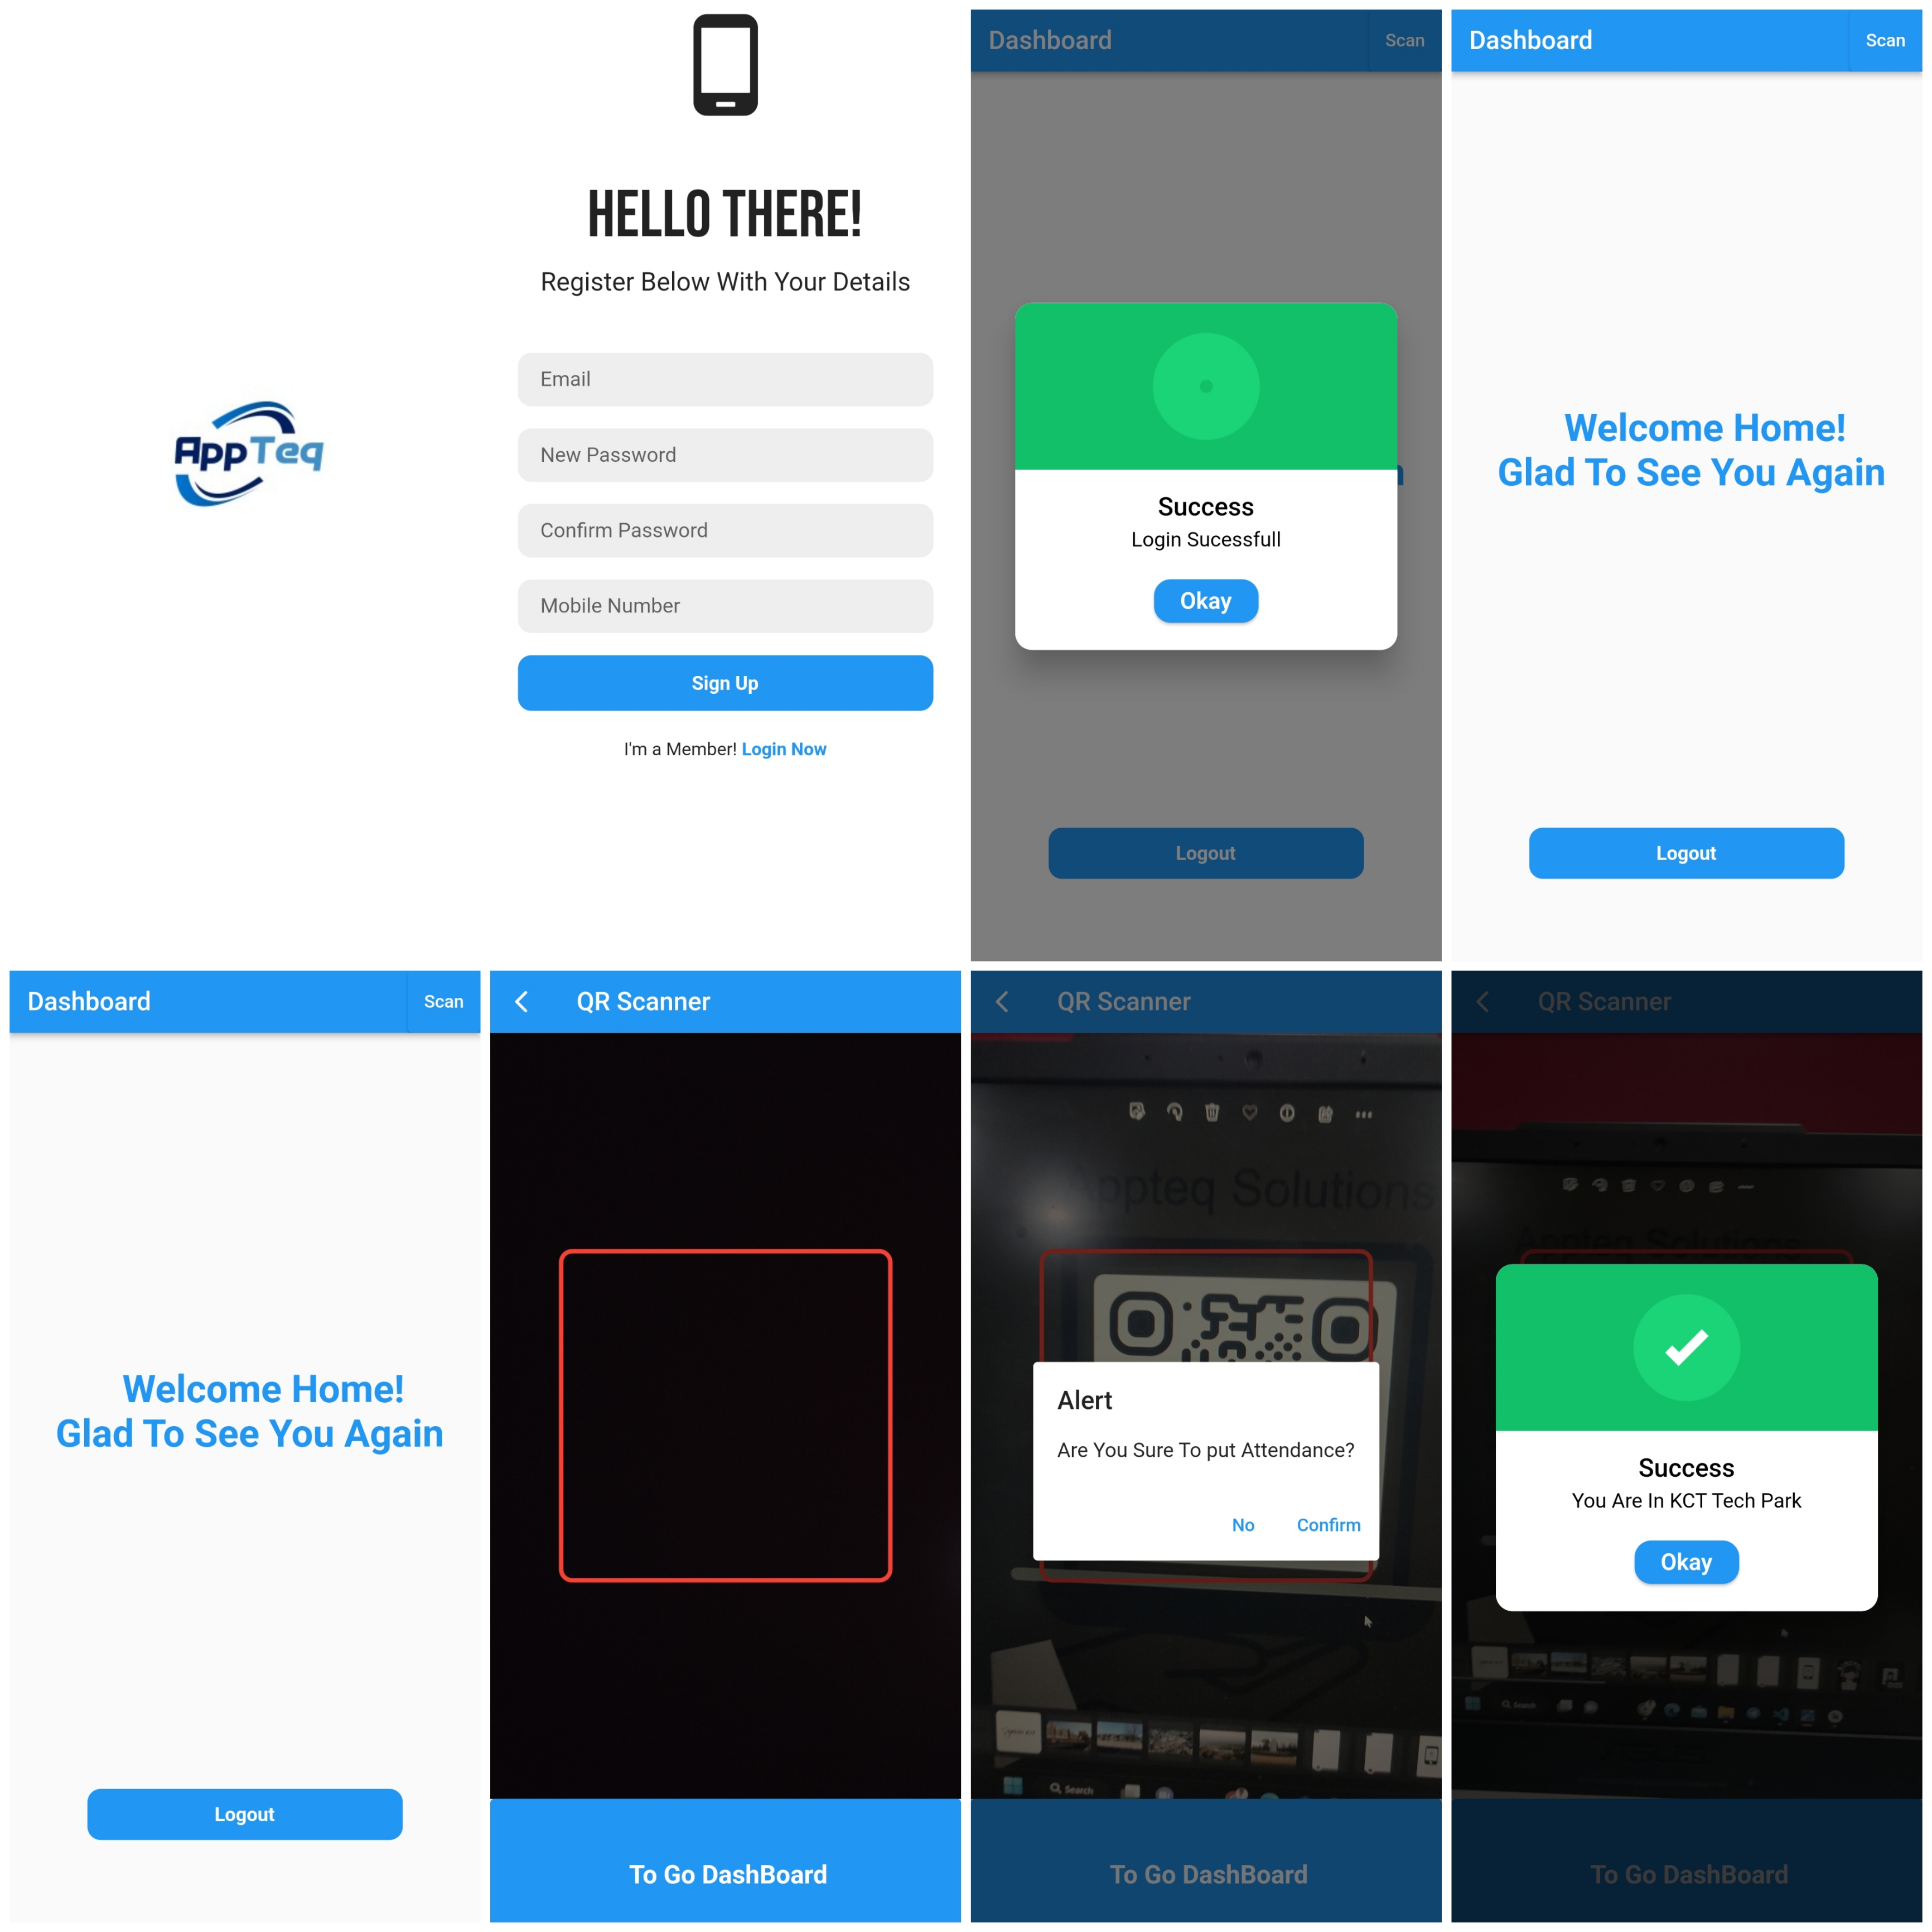 AppTeq
HELLO THERE!
Register Below With Your Details
Email
New Password
Confirm Password
Mobile Number
Sign Up
I'm a Member! Login Now
Dashboard
Scan
Success
Login Sucessfull
Okay
Logout
Dashboard
Scan
Welcome Home!
Glad To See You Again
Logout
Dashboard
Scan
Welcome Home!
Glad To See You Again
Logout
QR Scanner
To Go DashBoard
QR Scanner
Appteq Solutions
Alert
Are You Sure To put Attendance?
No
Confirm
Search
To Go DashBoard
QR Scanner
Appteq Solutions
Success
You Are In KCT Tech Park
Okay
Search
To Go DashBoard